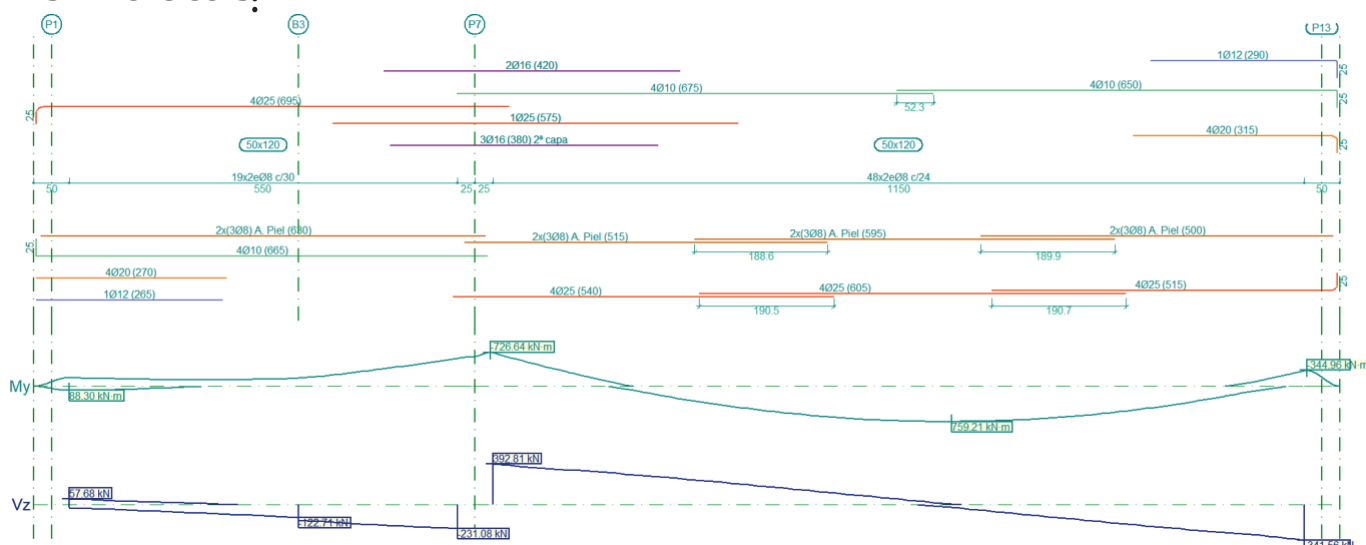 P1
B3
P7
P13
1Ø12 (290)
25
2Ø16 (420)
4Ø10 (675)
4Ø10 (650)
25
52.3
4Ø25 (695)
25
1Ø25 (575)
4Ø20 (315)
25
50x120
3Ø16 (380) 2ª capa
50x120
19x2eØ8 c/30
48x2eØ8 c/24
50
550
25
25
1150
50
2x(3Ø8) A. Piel (680)
2x(3Ø8) A. Piel (515)
2x(3Ø8) A. Piel (595)
2x(3Ø8) A. Piel (500)
25
4Ø10 (665)
188.6
189.9
4Ø20 (270)
1Ø12 (265)
4Ø25 (540)
4Ø25 (605)
4Ø25 (515)
25
190.5
190.7
-726.64 kN·m
-344.96 kN·m
My
88.30 kN·m
759.21 kN·m
392.81 kN
57.68 kN
Vz
-122.71 kN
-231.08 kN
-341.56 kN